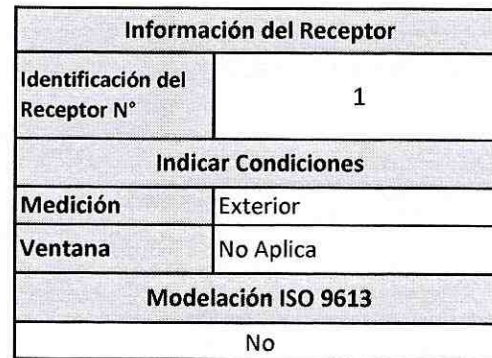 Información del Receptor
Identificación del
Receptor N°
1
Indicar Condiciones
Medición Exterior
Ventana No Aplica
Modelación ISO 9613
No